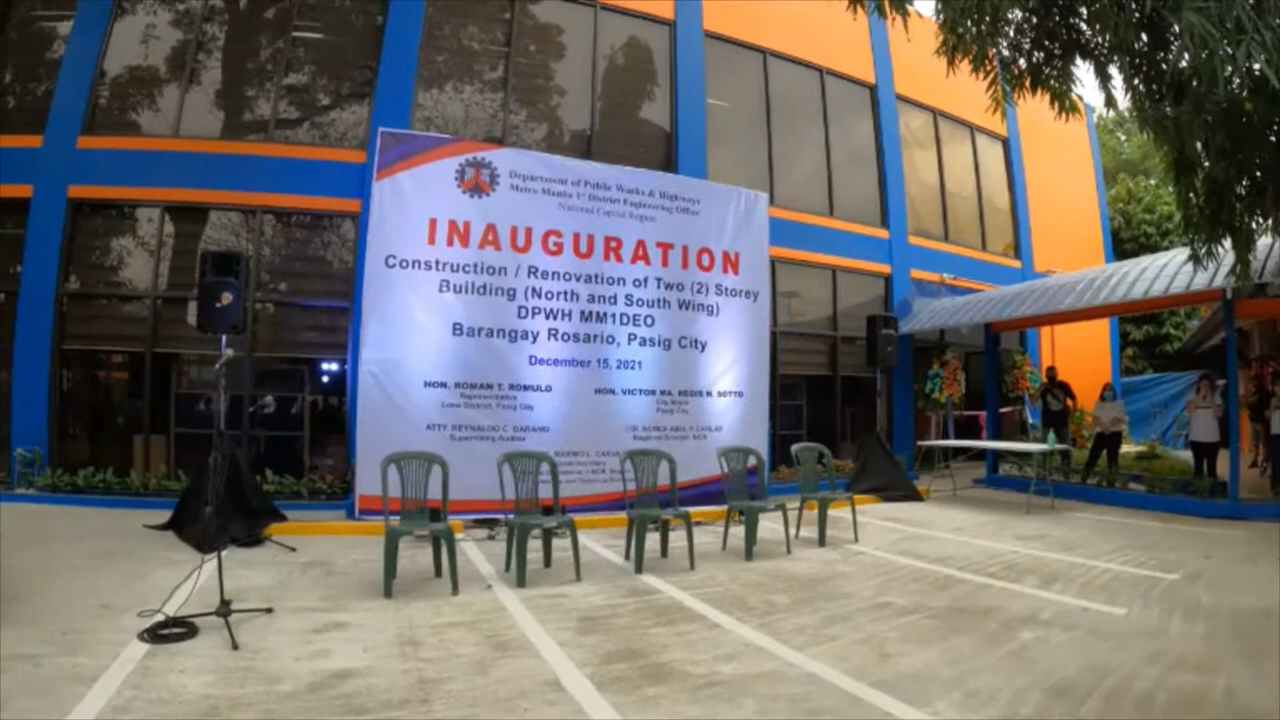 Department of Public Works & Highways
Metro Manila 1st District Engineering Office
National Capital Region
INAUGURATION
Construction / Renovation of Two (2) Storey
Building (North and South Wing)
DPWH MM1DEO
Barangay Rosario, Pasig City
December 15, 2021
HON. ROMAN T. ROMULO
Representative
Lone District, Pasig City
HON. VICTOR MA. REGIS N. SOTTO
City Mayor
Pasig City
ATTY. REYNALDO C.
Supervising Auditor
Regional Director, NCR